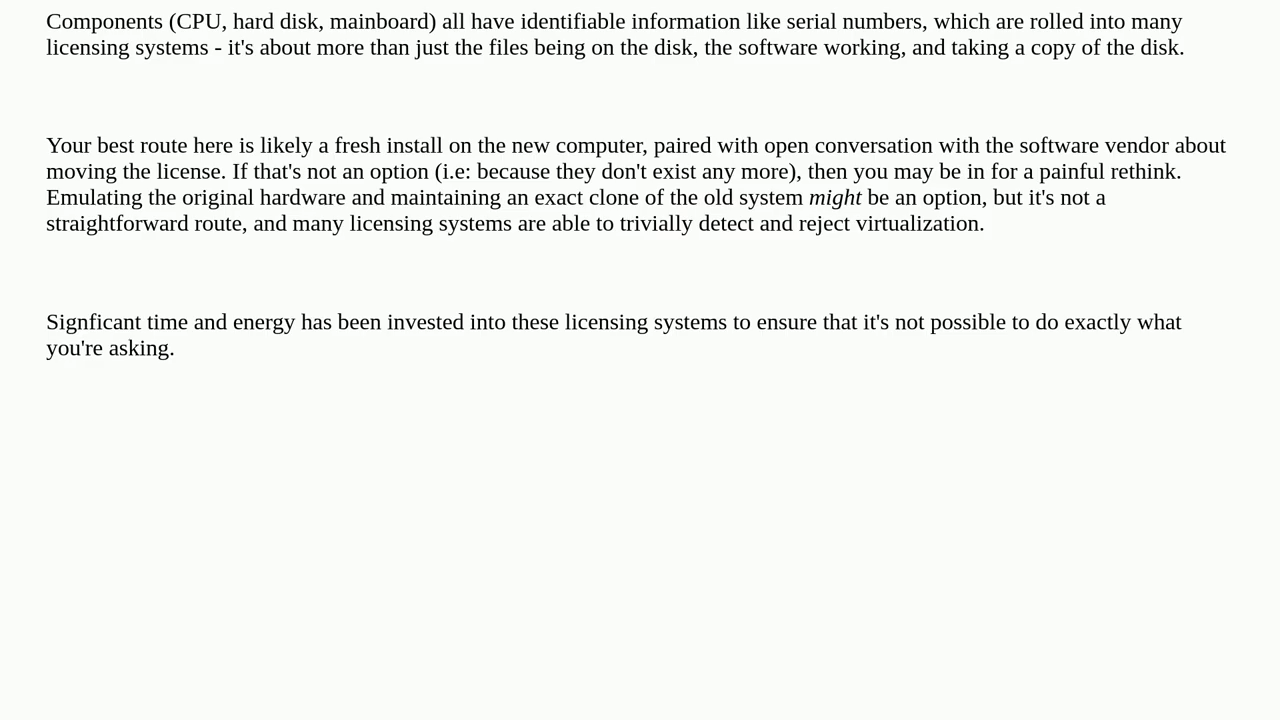 Components (CPU, hard disk, mainboard) all have identifiable information like serial numbers, which are rolled into many
licensing systems - it's about more than just the files being on the disk, the software working, and taking a copy of the disk.
Your best route here is likely a fresh install on the new computer, paired with open conversation with the software vendor about
moving the license. If that's not an option (i.e: because they don't exist any more), then you may be in for a painful rethink.
Emulating the original hardware and maintaining an exact clone of the old system might be an option, but it's not a
straightforward route, and many licensing systems are able to trivially detect and reject virtualization.
Signficant time and energy has been invested into these licensing systems to ensure that it's not possible to do exactly what
you're asking.